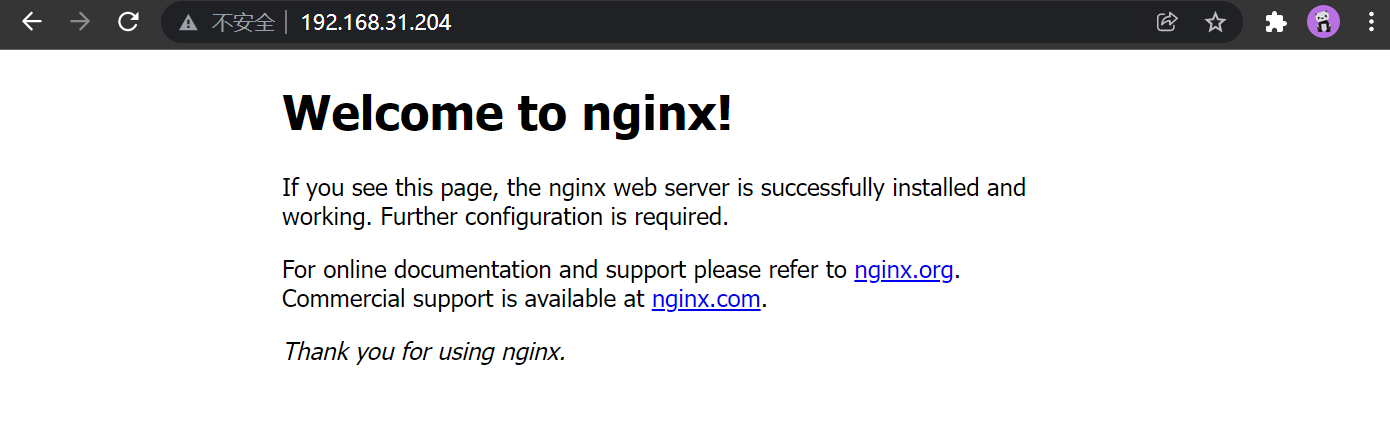 不安全 192.168.31.204
Welcome to nginx!
If you see this page, the nginx web server is successfully installed and
working. Further configuration is required.
For online documentation and support please refer to nginx.org.
Commercial support is available at nginx.com.
Thank you for using nginx.